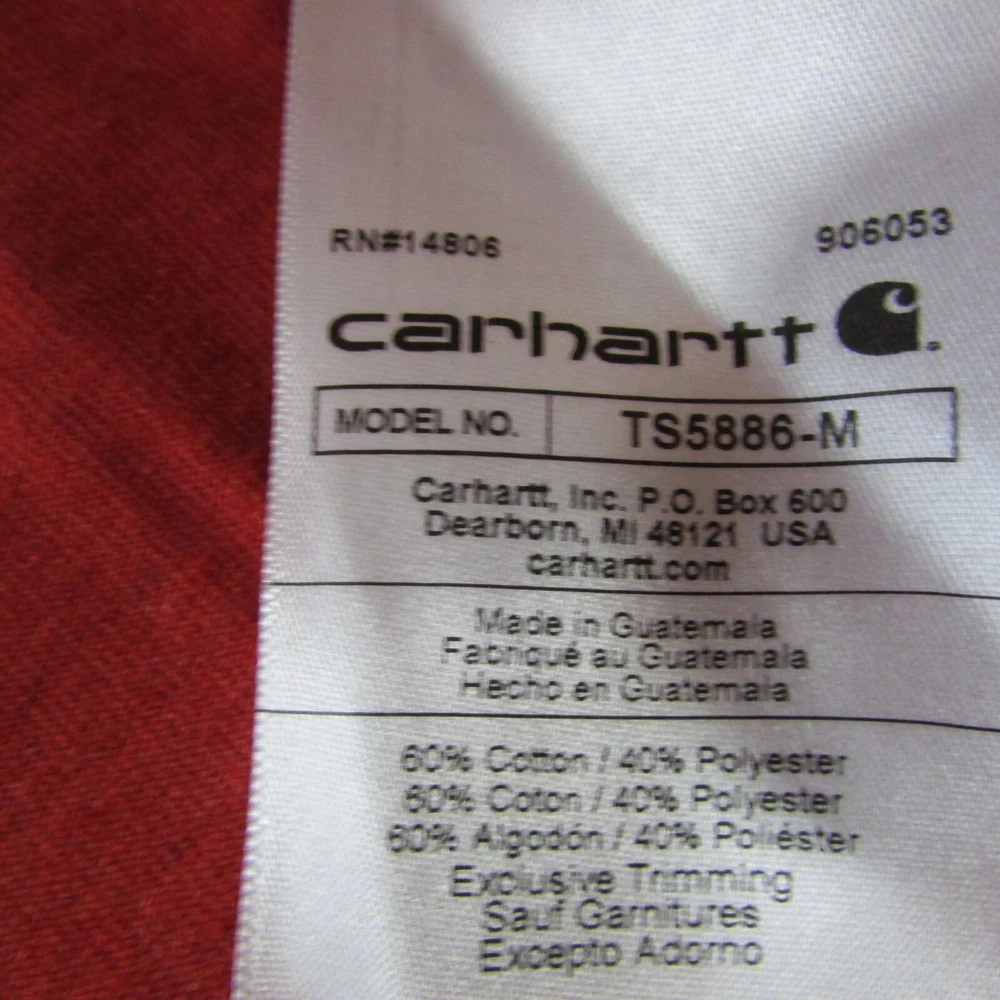 RN#14806 906053
carhartt
MODEL NO. TS5886-M
Carhartt, Inc. P.O. Box 600
Dearborn, MI 48121 USA
carhartt.com
Made in Guatemala
Fabriqué au Guatemala
Hecho en Guatemala
60% Cotton / 40% Polyester
60% Coton / 40% Polyester
60% Algodón / 40% Poliéster
Exclusive Trimming
Sauf Garnitures
Excepto Adorno